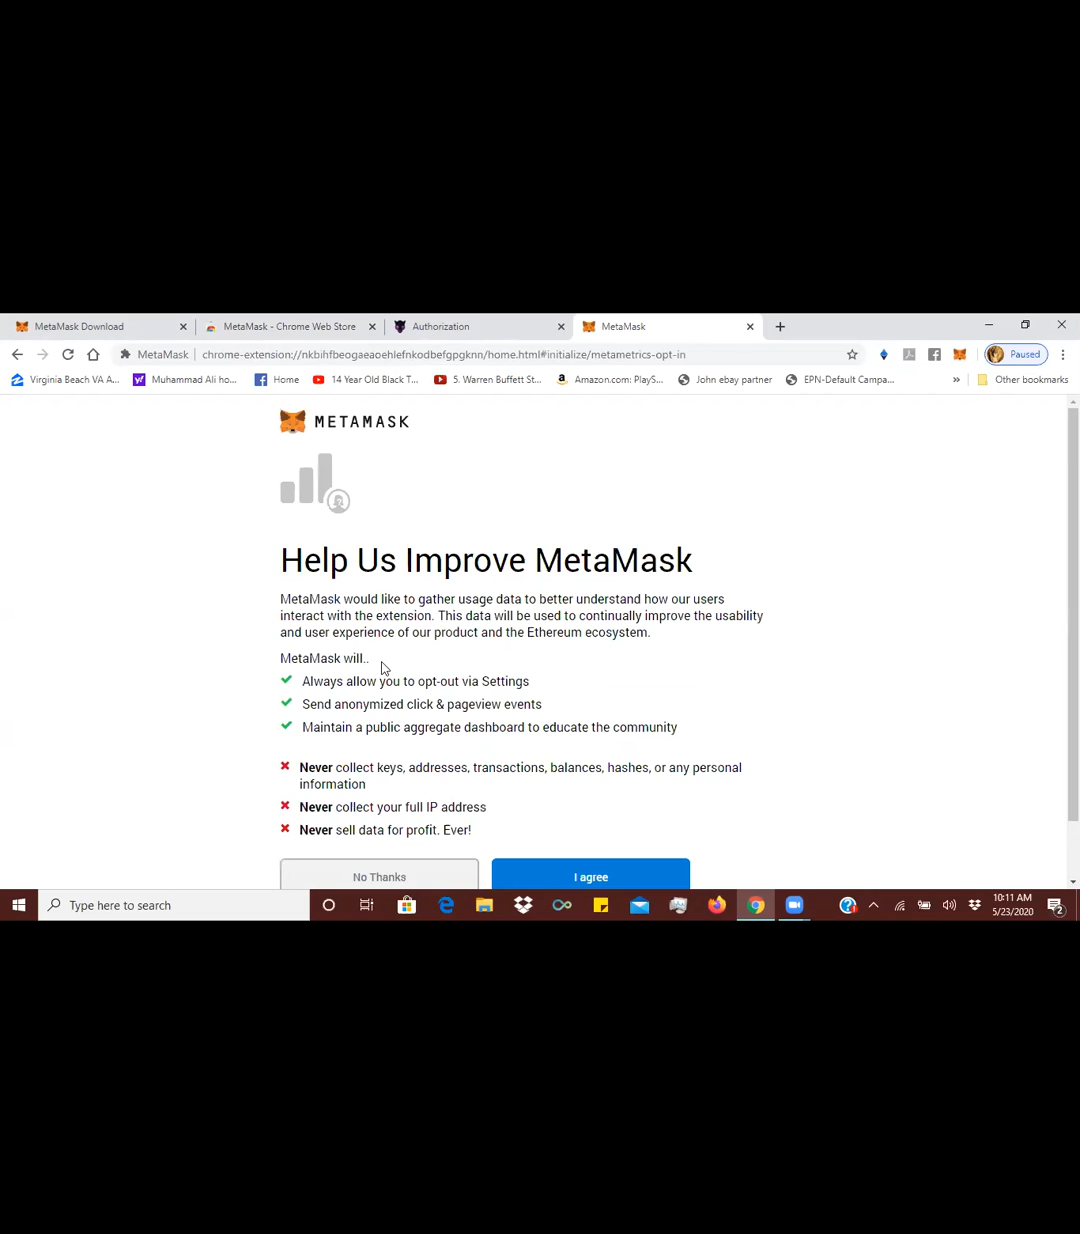 MetaMask Download
MetaMask - Chrome Web Store
Authorization
MetaMask
MetaMask
chrome-extension://nkbihfbeogaeaoehlefnkodbefgpgknn/home.html#initialize/metametrics-opt-in
Paused
Virginia Beach VA A...
Muhammad Ali ho...
Home
14 Year Old Black T...
5. Warren Buffett St...
Amazon.com: PlayS...
John ebay partner
EPN-Default Campa...
»
Other bookmarks
METAMASK
Help Us Improve MetaMask
MetaMask would like to gather usage data to better understand how our users
interact with the extension. This data will be used to continually improve the usability
and user experience of our product and the Ethereum ecosystem.
MetaMask will..
Always allow you to opt-out via Settings
Send anonymized click & pageview events
Maintain a public aggregate dashboard to educate the community
Never collect keys, addresses, transactions, balances, hashes, or any personal
information
Never collect your full IP address
Never sell data for profit. Ever!
No Thanks
I agree
Type here to search
10:11 AM
5/23/2020
2